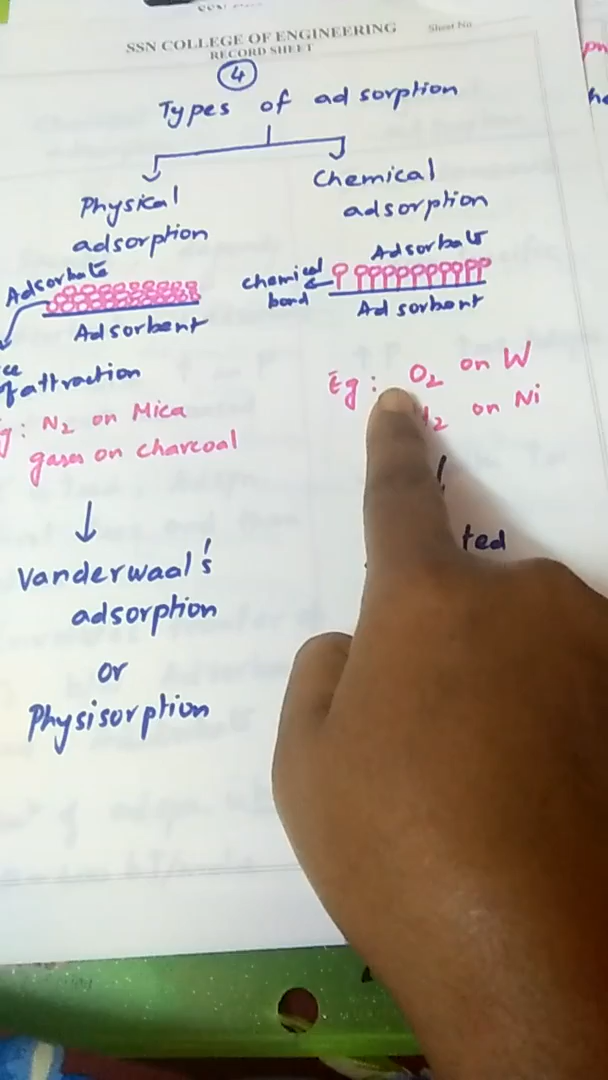 SSN COLLEGE OF ENGINEERING
Sheet No
RECORD SHEET
4
Types of adsorption
Physical
adsorption
Adsorbate
Adsorbent
of attraction
: N2 on Mica
gases on charcoal
Vanderwaal's
adsorption
or
Physisorption
Chemical
adsorption
Adsorbate
chemical
bond
Adsorbent
Eg: O2 on W
on Ni
ted